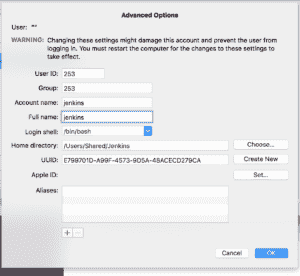 Advanced Options
User: ""
WARNING: Changing these settings might damage this account and prevent the user from
logging in. You must restart the computer for the changes to these settings to
take effect.
User ID: 253
Group: 253
Account name: jenkins
Full name: jenkins
Login shell: /bin/bash
Home directory: /Users/Shared/Jenkins Choose...
UUID: E799701D-A99F-4573-9D5A-48ACECD279CA Create New
Apple ID: Set...
Aliases:
+ −
Cancel OK